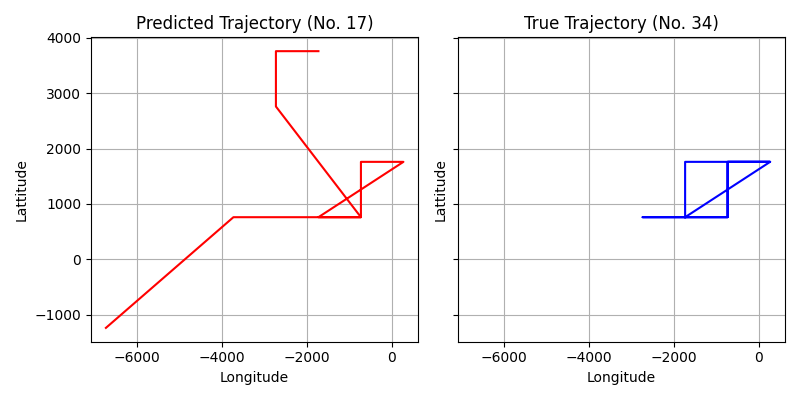 Predicted Trajectory (No. 17)
True Trajectory (No. 34)
4000
3000
2000
1000
0
−1000
Lattitude
Lattitude
−6000
−4000
−2000
0
−6000
−4000
−2000
0
Longitude
Longitude